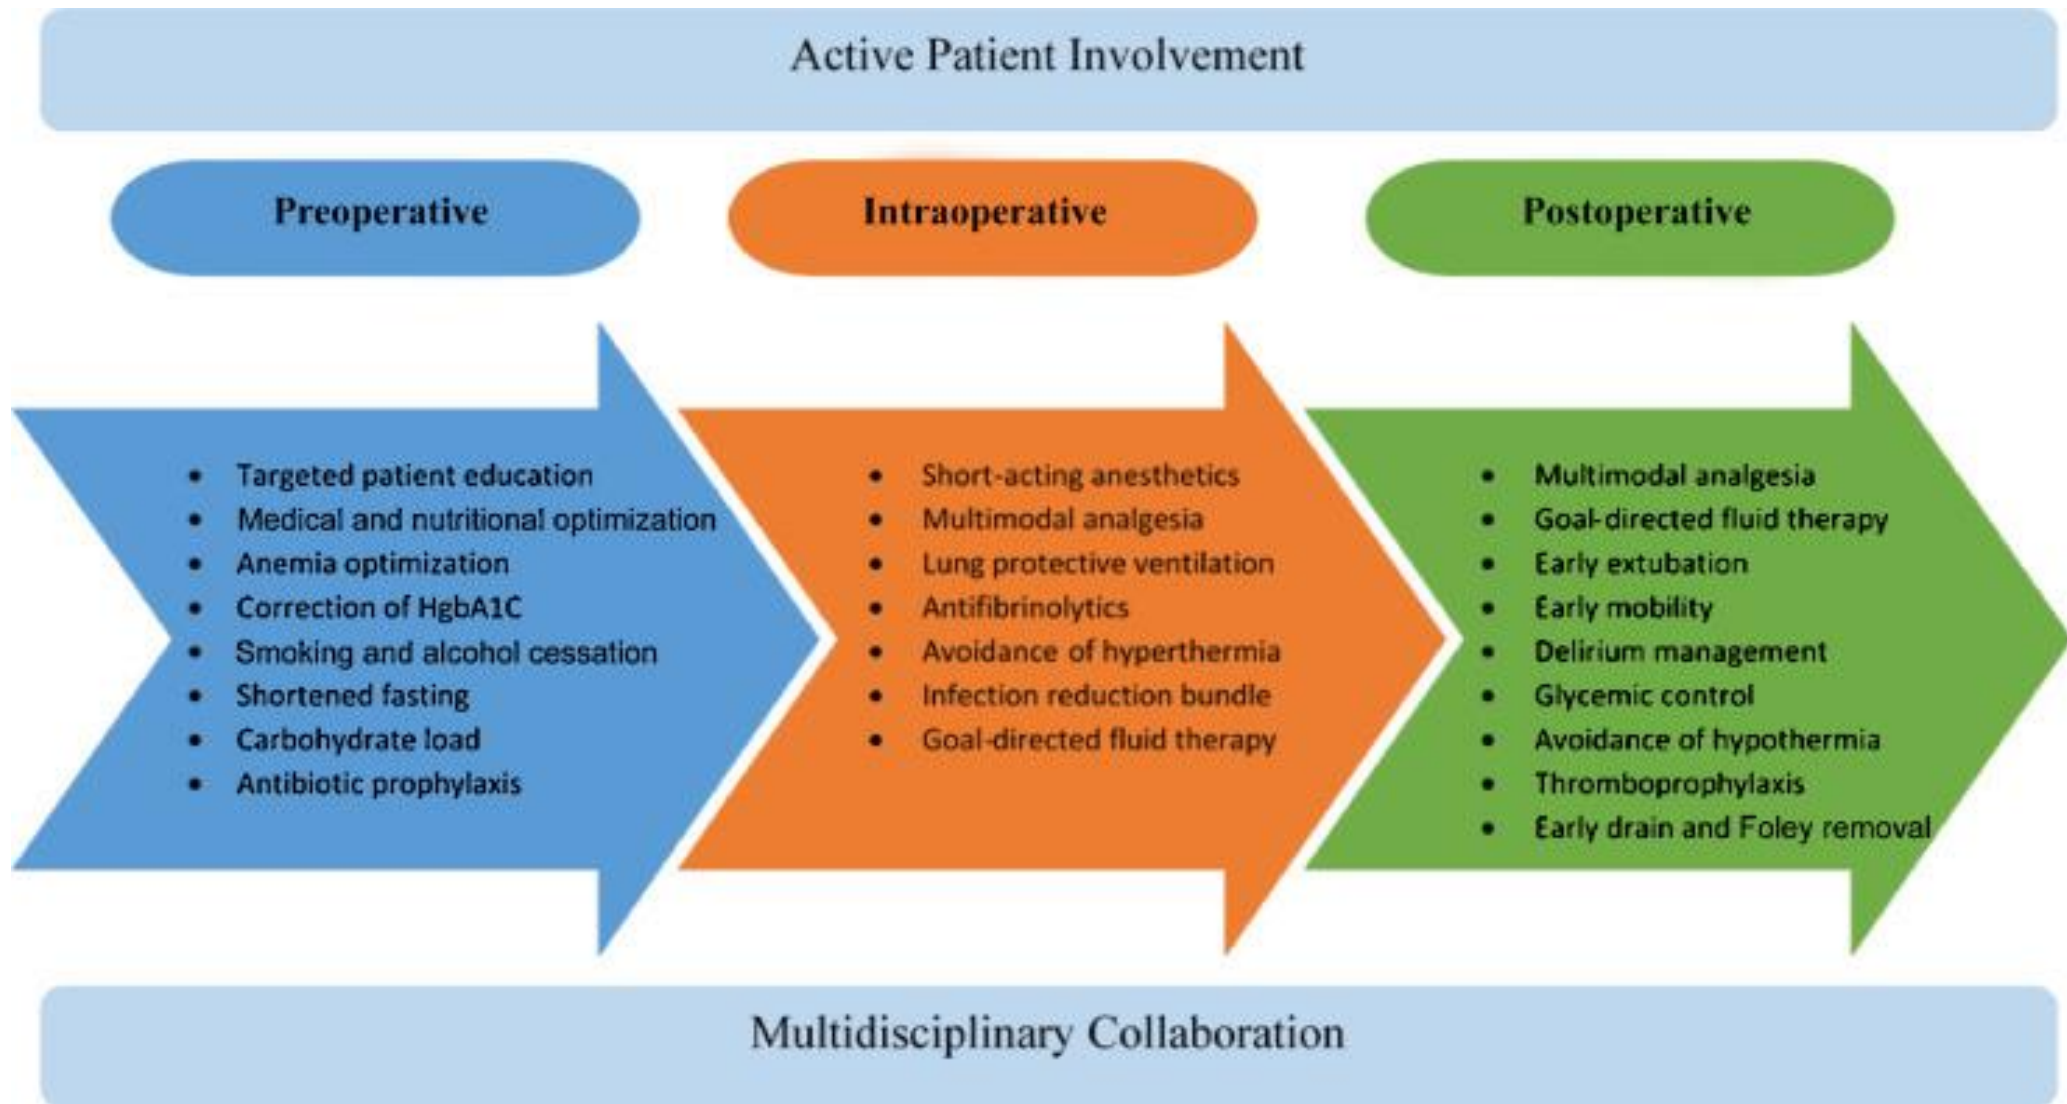 Active Patient Involvement
Preoperative
Intraoperative
Postoperative
• Targeted patient education
• Medical and nutritional optimization
• Anemia optimization
• Correction of HgbA1C
• Smoking and alcohol cessation
• Shortened fasting
• Carbohydrate load
• Antibiotic prophylaxis
• Short-acting anesthetics
• Multimodal analgesia
• Lung protective ventilation
• Antifibrinolytics
• Avoidance of hyperthermia
• Infection reduction bundle
• Goal-directed fluid therapy
• Multimodal analgesia
• Goal-directed fluid therapy
• Early extubation
• Early mobility
• Delirium management
• Glycemic control
• Avoidance of hypothermia
• Thromboprophylaxis
• Early drain and Foley removal
Multidisciplinary Collaboration